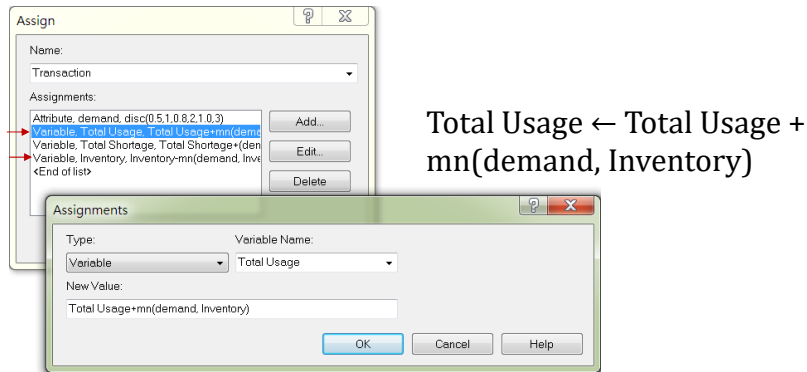 Assign
Name:
Transaction
Assignments:
Attribute, demand, disc(0.5,1,0.8,2,1.0,3)
Variable, Total Usage, Total Usage+mn(dema
Variable, Total Shortage, Total Shortage+(den
Variable, Inventory, Inventory-mn(demand, Inve
<End of list>
Add...
Edit...
Delete
Total Usage ← Total Usage +
mn(demand, Inventory)
Assignments
Type:
Variable Name:
Variable
Total Usage
New Value:
Total Usage+mn(demand, Inventory)
OK
Cancel
Help